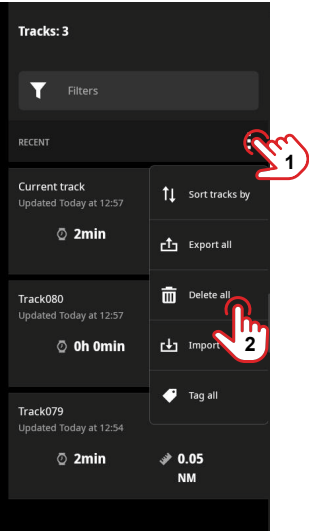 Tracks: 3
Filters
RECENT
1
Current track
Updated Today at 12:57
2min
Sort tracks by
Export all
Delete all
2
Import
Tag all
Track080
Updated Today at 12:57
0h 0min
Track079
Updated Today at 12:54
2min
0.05
NM